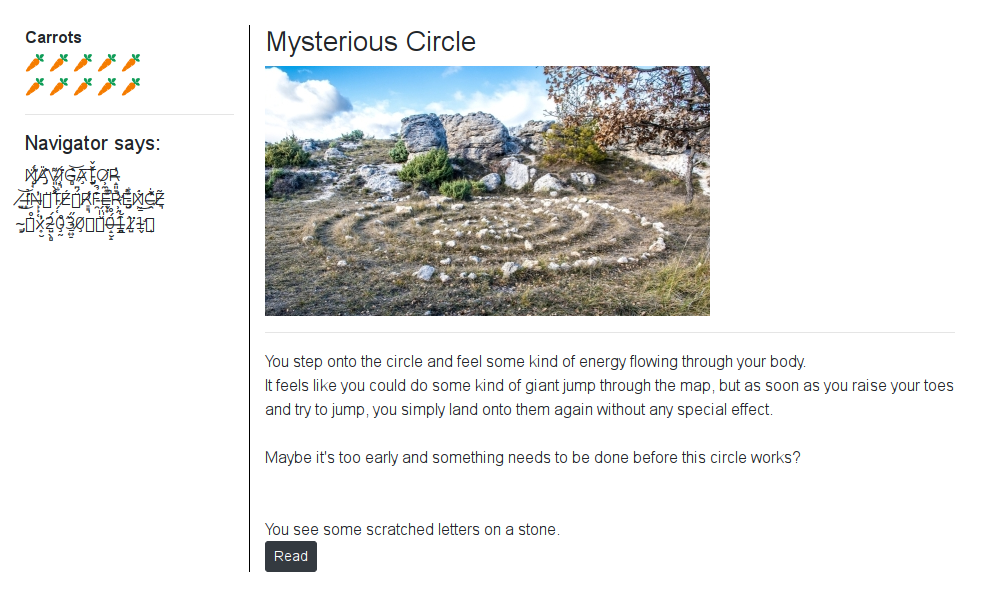 Carrots
Navigator says:
NAVIGATOR
Mysterious Circle
You step onto the circle and feel some kind of energy flowing through your body.
It feels like you could do some kind of giant jump through the map, but as soon as you raise your toes
and try to jump, you simply land onto them again without any special effect.
Maybe it's too early and something needs to be done before this circle works?
You see some scratched letters on a stone.
Read